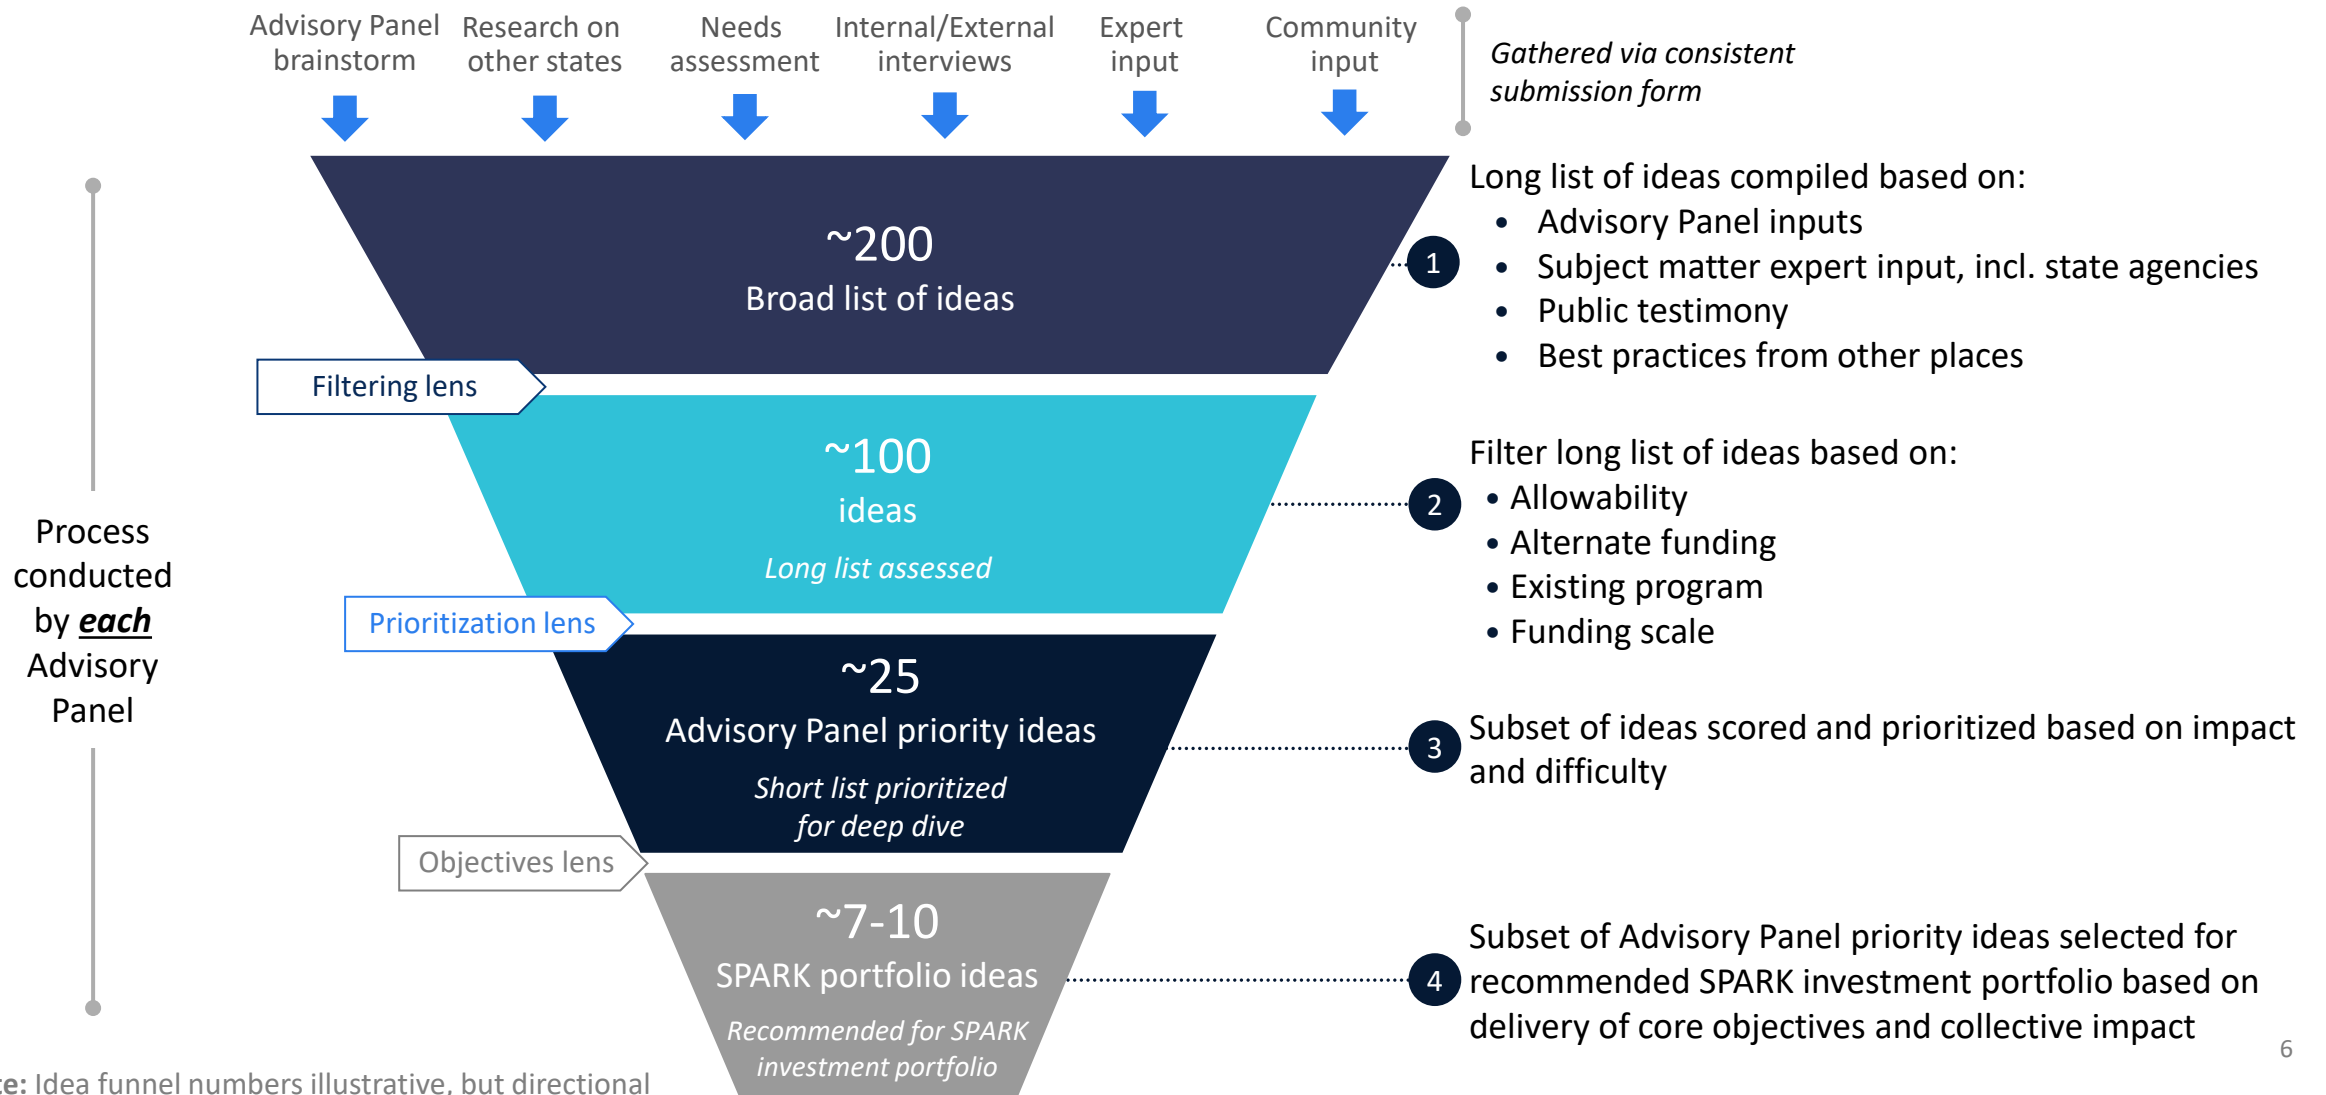 Advisory Panel
brainstorm
Research on
other states
Needs
assessment
Internal/External
interviews
Expert
input
Community
input
Gathered via consistent
submission form
Process
conducted
by each
Advisory
Panel
~200
Broad list of ideas
1
Long list of ideas compiled based on:
• Advisory Panel inputs
• Subject matter expert input, incl. state agencies
• Public testimony
• Best practices from other places
Filtering lens
~100
ideas
Long list assessed
2
Filter long list of ideas based on:
• Allowability
• Alternate funding
• Existing program
• Funding scale
Prioritization lens
~25
Advisory Panel priority ideas
Short list prioritized
for deep dive
3
Subset of ideas scored and prioritized based on impact
and difficulty
Objectives lens
~7-10
SPARK portfolio ideas
Recommended for SPARK
investment portfolio
4
Subset of Advisory Panel priority ideas selected for
recommended SPARK investment portfolio based on
delivery of core objectives and collective impact
Idea funnel numbers illustrative, but directional
6